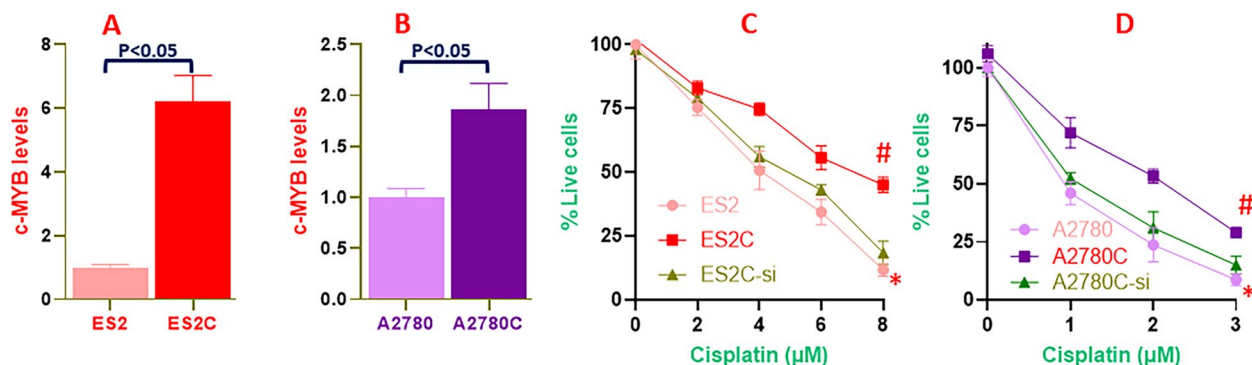 A
c-MYB levels
8
6
4
2
0
P<0.05
ES2 ES2C
B
c-MYB levels
2.5
2.0
1.5
1.0
0.5
0.0
P<0.05
A2780 A2780C
C
% Live cells
100
75
50
25
0
#
ES2
ES2C
ES2C-si
*
0 2 4 6 8
Cisplatin (µM)
D
% Live cells
100
75
50
25
0
#
A2780
A2780C
A2780C-si
*
0 1 2 3
Cisplatin (µM)